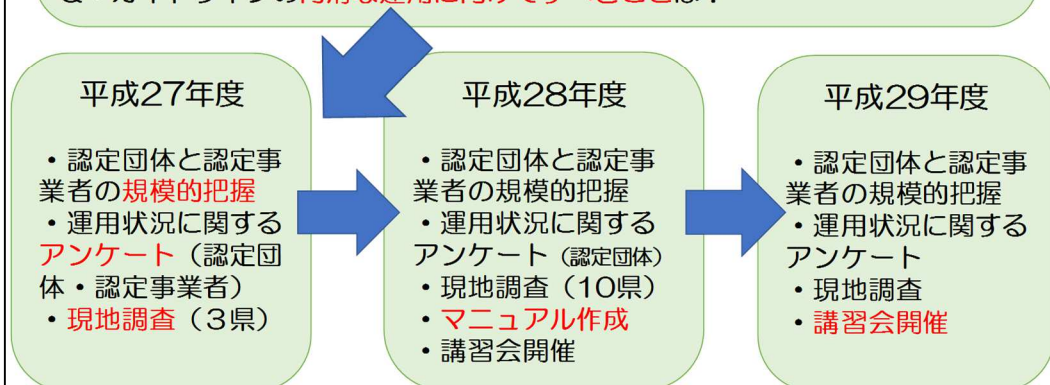 平成27年度
・認定団体と認定事
業者の規模的把握
・運用状況に関する
アンケート（認定団
体・認定事業者）
・現地調査（3県）
平成28年度
・認定団体と認定事
業者の規模的把握
・運用状況に関する
アンケート（認定団体）
・現地調査（10県）
・マニュアル作成
・講習会開催
平成29年度
・認定団体と認定事
業者の規模的把握
・運用状況に関する
アンケート
・現地調査
・講習会開催